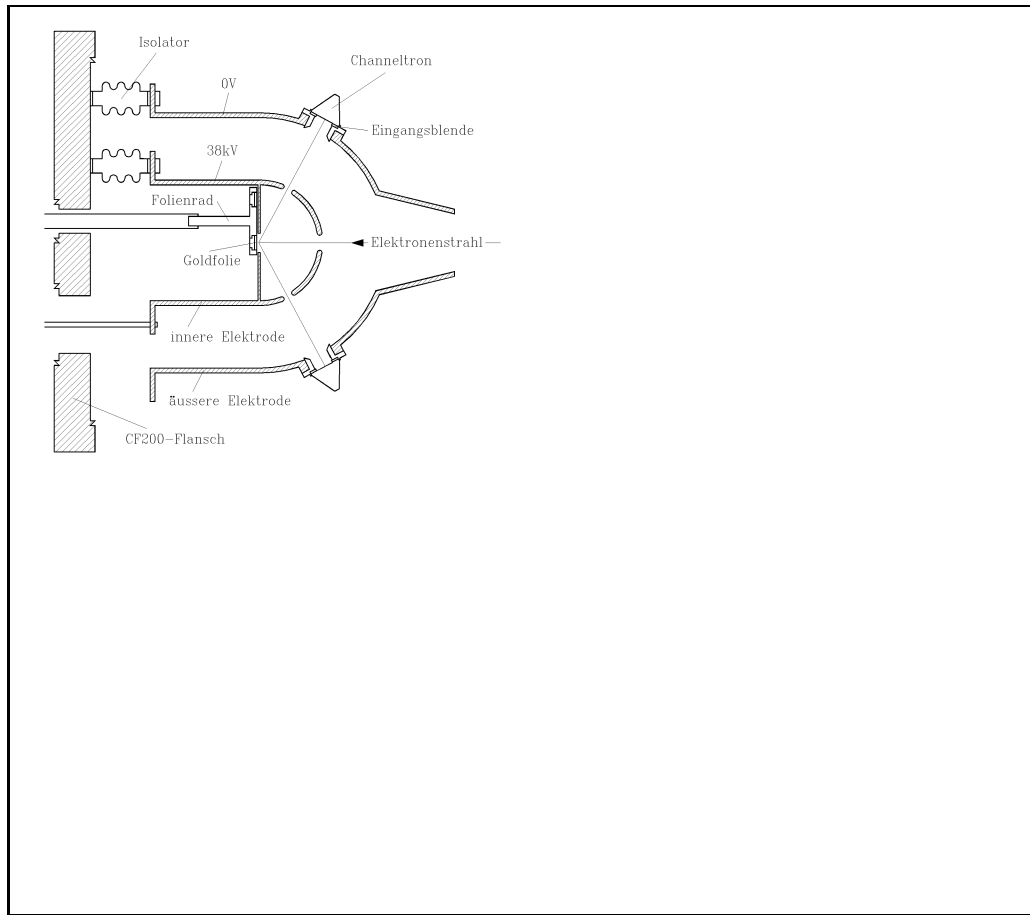 Isolator
Channeltron
0V
Eingangsblende
38kV
Folienrad
Elektronenstrahl
Goldfolie
innere Elektrode
äussere Elektrode
CF200-Flansch